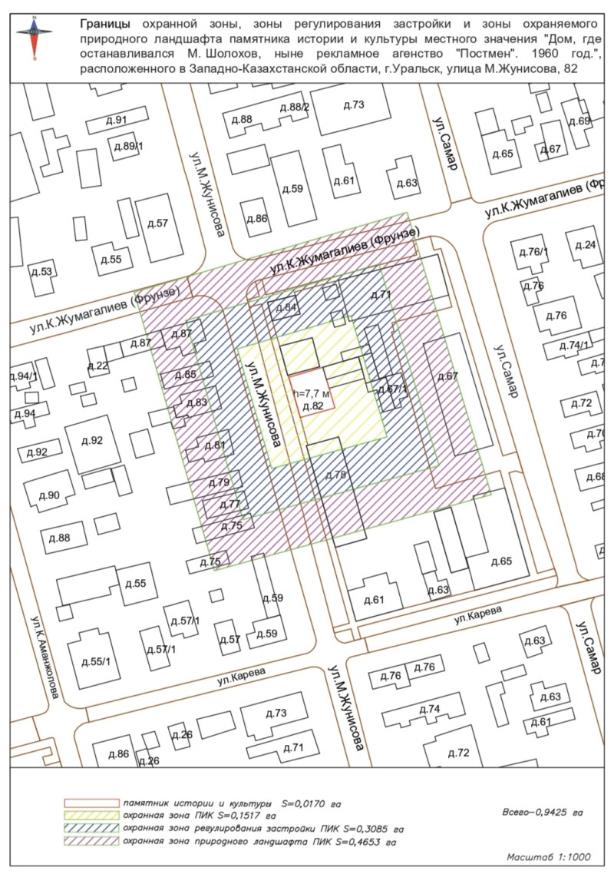 Границы охранной зоны, зоны регулирования застройки и зоны охраняемого
природного ландшафта памятника истории и культуры местного значения "Дом, где
останавливался М. Шолохов, ныне рекламное агенство "Постмен". 1960 год.",
расположенного в Западно-Казахстанской области, г.Уральск, улица М.Жунисова, 82
д.91
д.88
д.88/2
д.73
ул.Самар
д.69
д.89/1
д.65
д.67
ул.М.Жунисова
д.59
д.61
д.63
ул.К.Жумагалиев (Фр
д.57
д.86
д.55
д.53
ул.К.Жумагалиев (Фрунзе)
д.76/1
д.24
д.76
ул.К.Жумагалиев (Фрунзе)
д.71
д.84
д.76
д.87
д.87
д.74/1
д.22
ул.М.Жунисова
ул.Самар
д.94/1
д.85
д.67
д.67/1
h=7,7 м
д.82
д.83
д.72
д.94
д.92
д.92
д.81
д.78
д.90
д.79
д.77
д.75
д.88
д.75
д.65
д.55
д.59
д.61
д.63
ул.К.Аманжолова
д.57/1
ул.Карева
д.57/1
д.57
д.59
д.55/1
д.63
ул.Самар
ул.Карева
ул.М.Жунисова
д.76
д.76
д.63
д.73
д.74
д.61
д.26
д.71
д.72
д.86
д.26
памятник истории и культуры S=0,0170 га
охранная зона ПИК S=0,1517 га
Всего-0,9425 га
охранная зона регулирования застройки ПИК S=0,3085 га
охранная зона природного ландшафта ПИК S=0,4653 га
Масштаб 1:1000